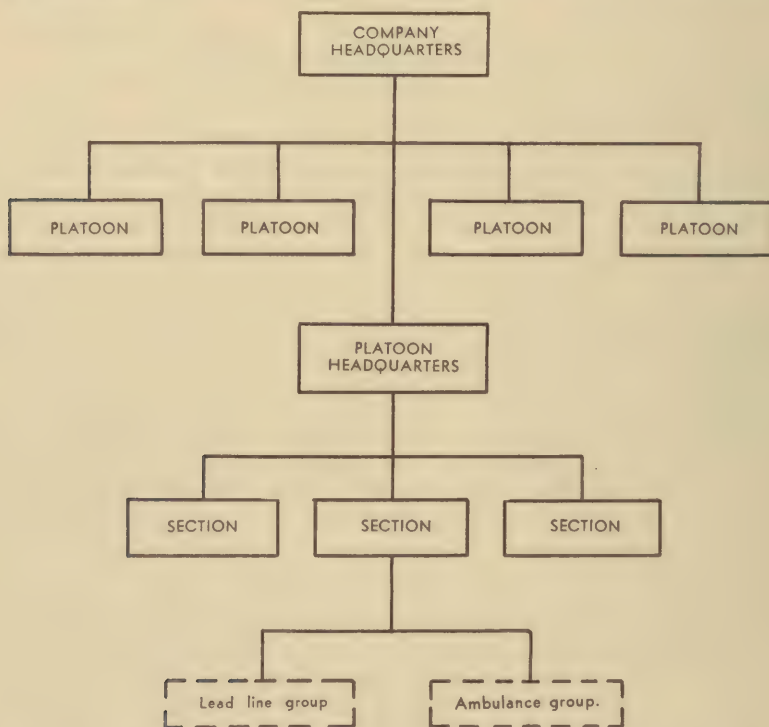 COMPANY
HEADQUARTERS
PLATOON
PLATOON
PLATOON
PLATOON
PLATOON
HEADQUARTERS
SECTION
SECTION
SECTION
Lead line group
Ambulance group.